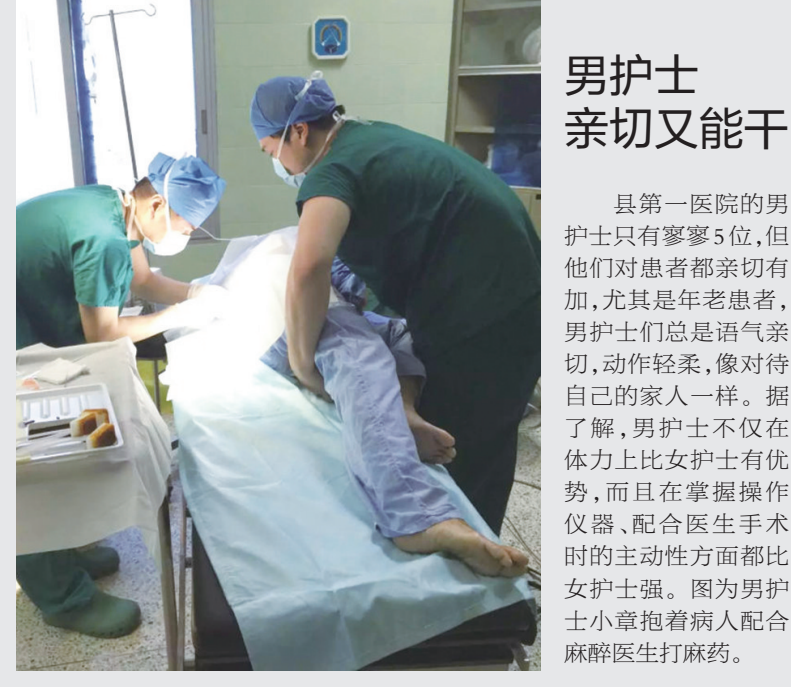 男护士
亲切又能干
县第一医院的男
护士只有寥寥5位,但
他们对患者都亲切有
加,尤其是年老患者,
男护士们总是语气亲
切,动作轻柔,像对待
自己的家人一样。据
了解,男护士不仅在
体力上比女护士有优
势,而且在掌握操作
仪器、配合医生手术
时的主动性方面都比
女护士强。图为男护
士小章抱着病人配合
麻醉医生打麻药。